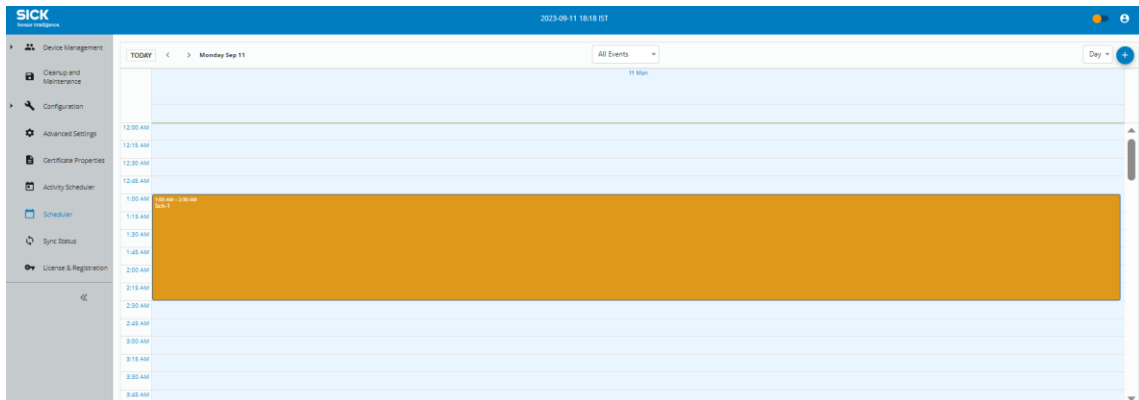 SICK
Sensor Intelligence.
2023-09-11 18:18 IST
Device Management
Cleanup and
Maintenance
Configuration
Advanced Settings
Certificate Properties
Activity Scheduler
Scheduler
Sync Status
License & Registration
TODAY < > Monday Sep 11
All Events
Day
+
11 Mon
12:00 AM
12:15 AM
12:30 AM
12:45 AM
1:00 AM
1:00 AM - 2:30 AM
Sch-1
1:15 AM
1:30 AM
1:45 AM
2:00 AM
2:15 AM
2:30 AM
2:45 AM
3:00 AM
3:15 AM
3:30 AM
3:45 AM